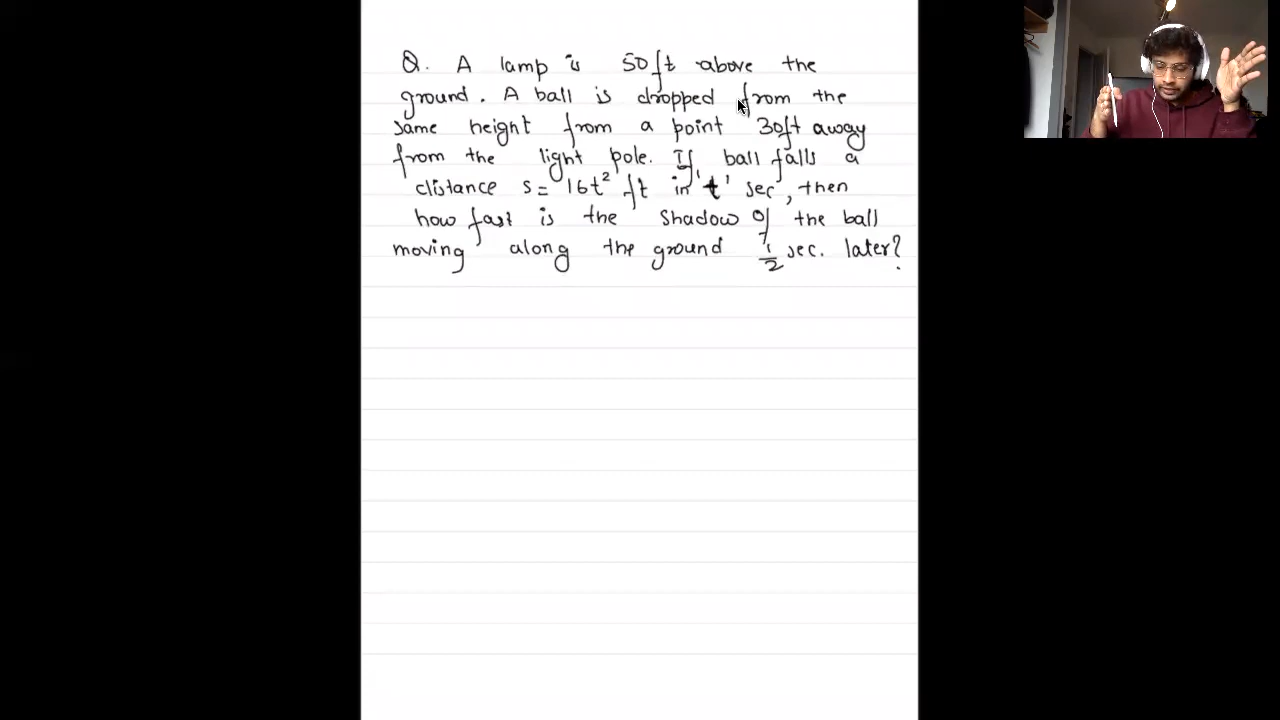 Q. A lamp is 50ft above the
ground. A ball is dropped from the
same height from a point 30ft away
from the light pole. If ball falls a
distance s= 16t² ft in 't' sec, then
how fast is the shadow of the ball
moving along the ground 1/2 sec. later?